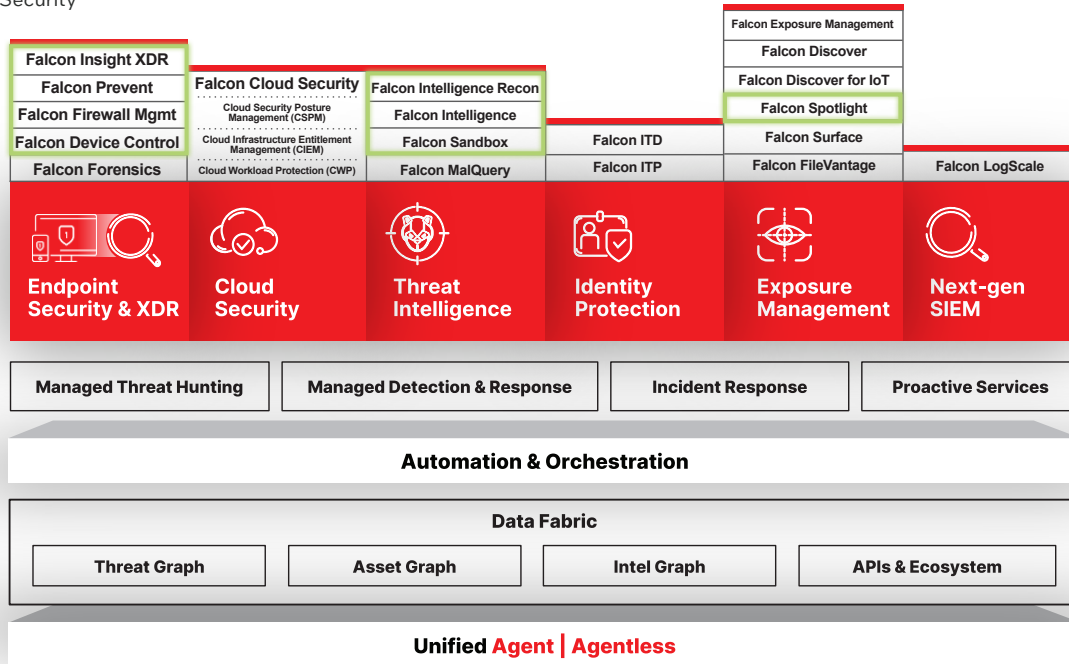 Security
Falcon Insight XDR
Falcon Prevent
Falcon Firewall Mgmt
Falcon Device Control
Falcon Forensics
Falcon Cloud Security
Cloud Security Posture
Management (CSPM)
Cloud Infrastructure Entitlement
Management (CIEM)
Cloud Workload Protection (CWP)
Falcon Intelligence Recon
Falcon Intelligence
Falcon Sandbox
Falcon MalQuery
Falcon ITD
Falcon ITP
Falcon Exposure Management
Falcon Discover
Falcon Discover for IoT
Falcon Spotlight
Falcon Surface
Falcon FileVantage
Falcon LogScale
Endpoint
Security & XDR
Cloud
Security
Threat
Intelligence
Identity
Protection
Exposure
Management
Next-gen
SIEM
Managed Threat Hunting
Managed Detection & Response
Incident Response
Proactive Services
Automation & Orchestration
Data Fabric
Threat Graph
Asset Graph
Intel Graph
APIs & Ecosystem
Unified Agent | Agentless